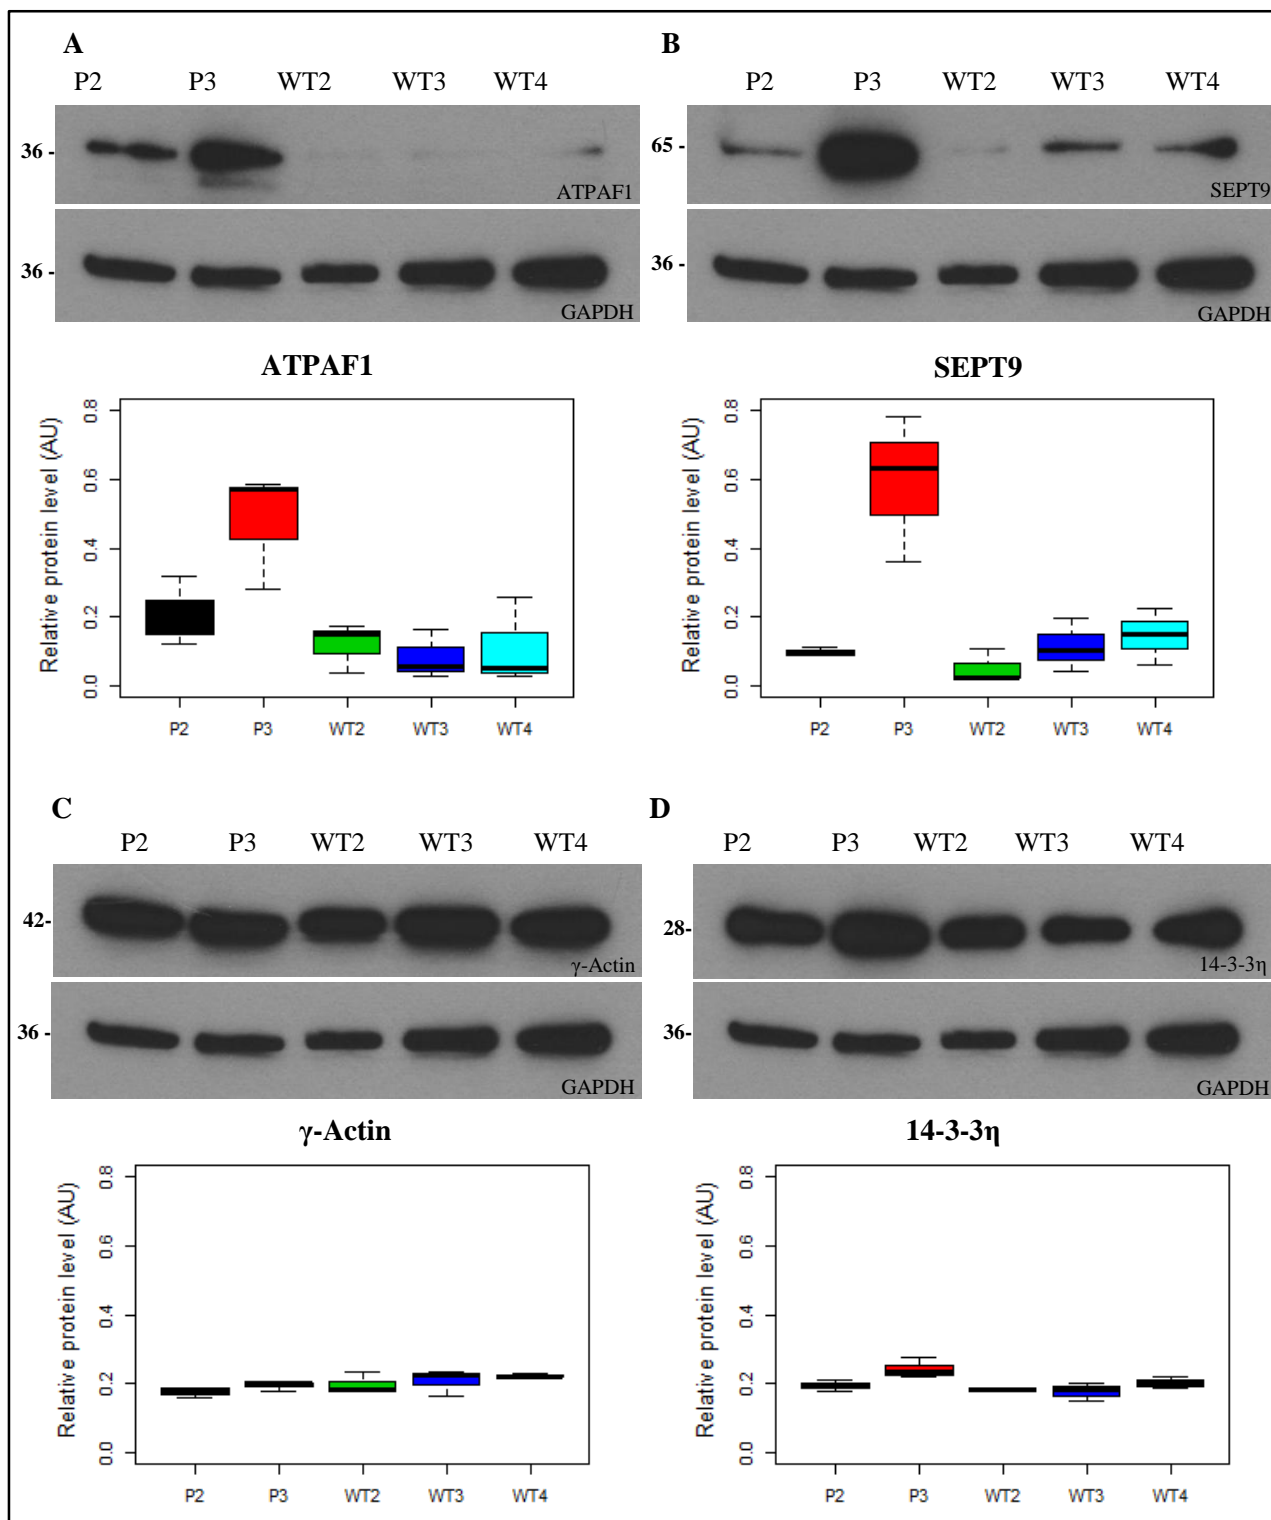 A
P2 P3 WT2 WT3 WT4
36 -
ATPAF1
36 -
GAPDH
ATPAF1
Relative protein level (AU)
0.8
0.6
0.4
0.2
0.0
P2 P3 WT2 WT3 WT4
B
P2 P3 WT2 WT3 WT4
65 -
SEPT9
36 -
GAPDH
SEPT9
Relative protein level (AU)
0.8
0.6
0.4
0.2
0.0
P2 P3 WT2 WT3 WT4
C
P2 P3 WT2 WT3 WT4
42-
γ-Actin
36 -
GAPDH
γ-Actin
Relative protein level (AU)
0.8
0.6
0.4
0.2
0.0
P2 P3 WT2 WT3 WT4
D
P2 P3 WT2 WT3 WT4
28-
14-3-3η
36-
GAPDH
14-3-3η
Relative protein level (AU)
0.8
0.6
0.4
0.2
0.0
P2 P3 WT2 WT3 WT4